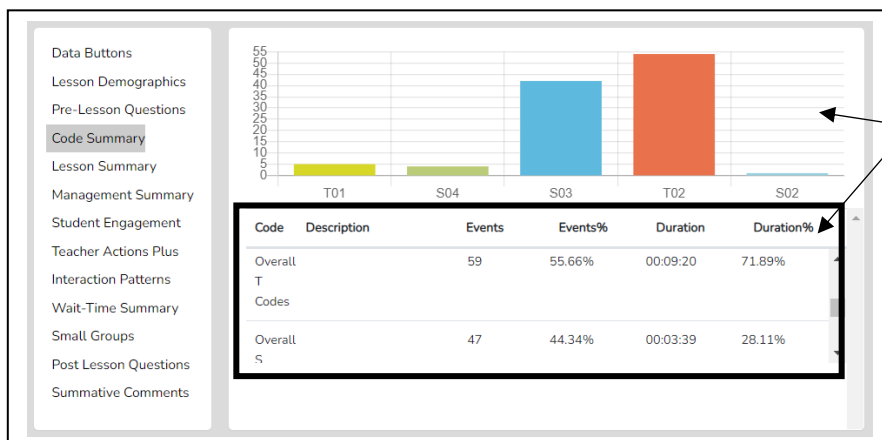 Data Buttons
Lesson Demographics
Pre-Lesson Questions
Code Summary
Lesson Summary
Management Summary
Student Engagement
Teacher Actions Plus
Interaction Patterns
Wait-Time Summary
Small Groups
Post Lesson Questions
Summative Comments
55
50
45
40
35
30
25
20
15
10
5
0
T01 S04 S03 T02 S02
Code Description Events Events% Duration Duration%
Overall 59 55.66% 00:09:20 71.89%
T
Codes
Overall 47 44.34% 00:03:39 28.11%
S